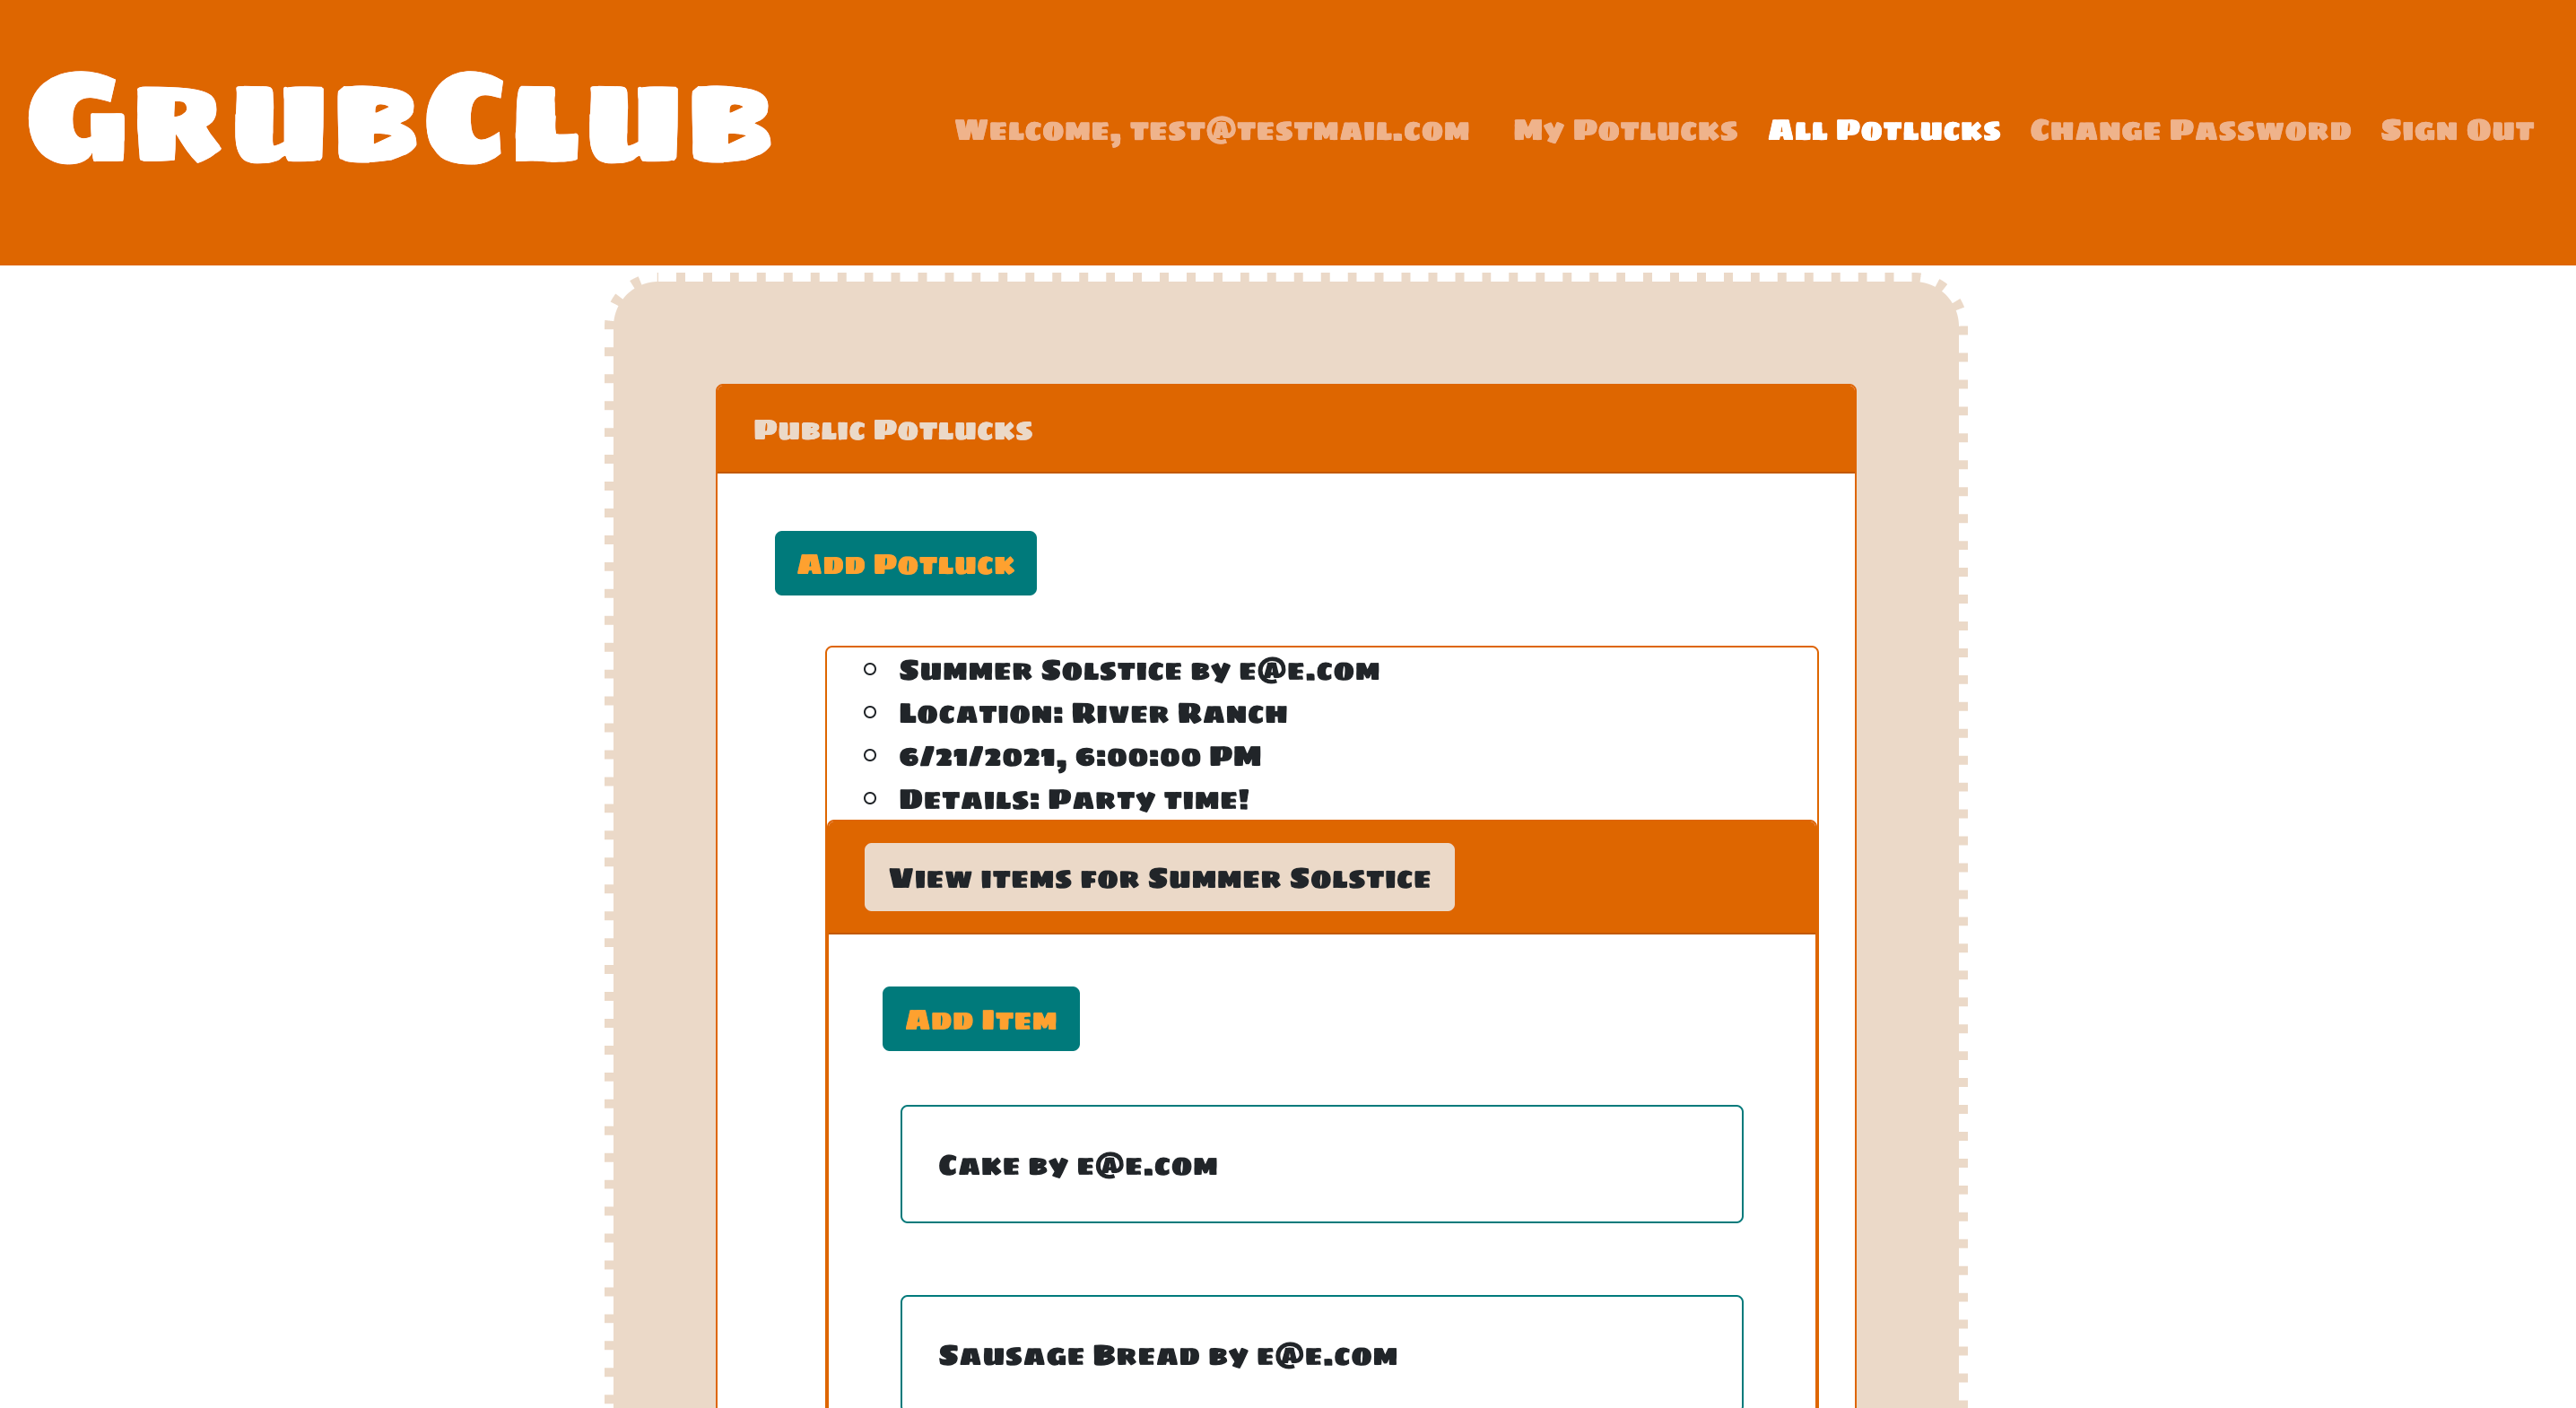 GrubClub
Welcome, test@testmail.com My Potlucks All Potlucks Change Password Sign Out
Public Potlucks
Add Potluck
Summer Solstice by e@e.com
Location: River Ranch
6/21/2021, 6:00:00 PM
Details: Party time!
View items for Summer Solstice
Add Item
Cake by e@e.com
Sausage Bread by e@e.com